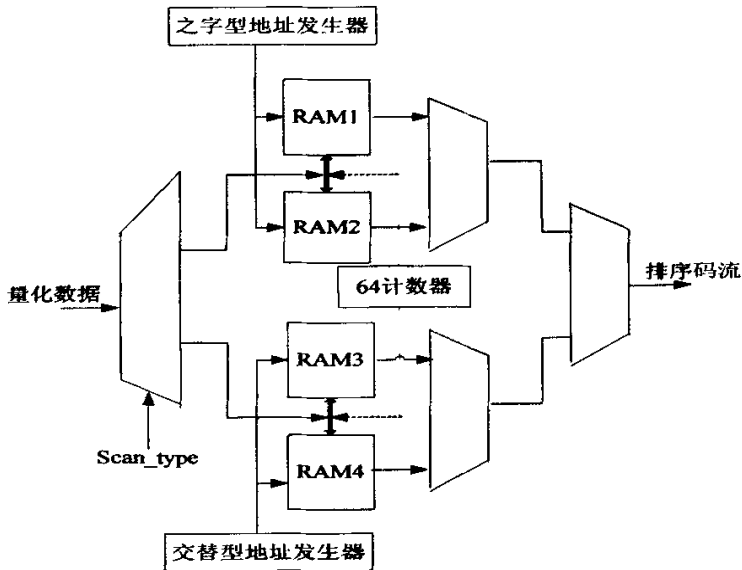 之字型地址发生器
RAM1
RAM2
64计数器
量化数据
排序码流
RAM3
Scan_type
RAM4
交替型地址发生器